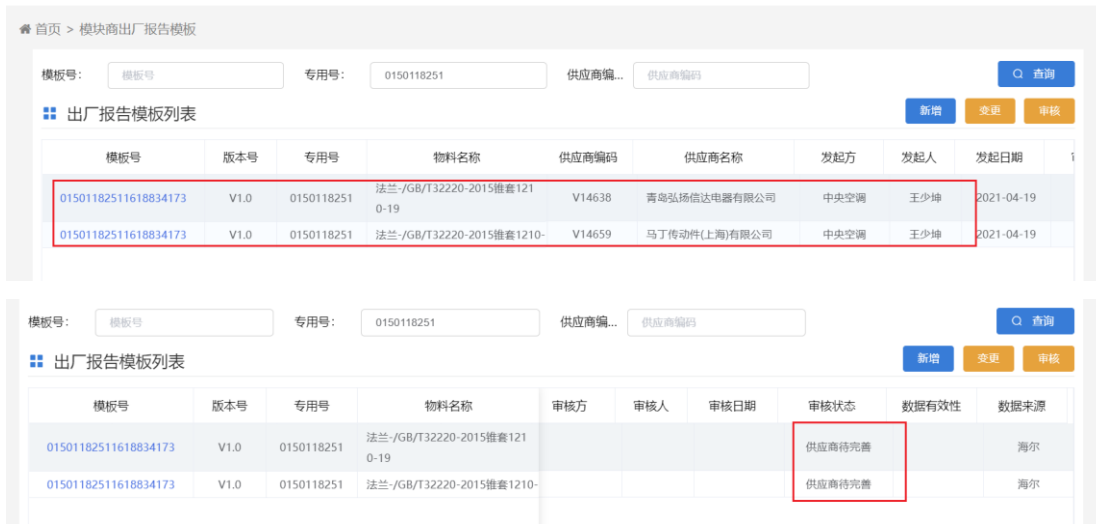 首页 > 模块商出厂报告模板
模板号： 模板号 专用号： 0150118251 供应商编... 供应商编码 查询
出厂报告模板列表 新增 变更 审核
模板号 版本号 专用号 物料名称 供应商编码 供应商名称 发起方 发起人 发起日期
01501182511618834173 V1.0 0150118251 法兰-/GB/T32220-2015锥套121 V14638 青岛弘扬信达电器有限公司 中央空调 王少坤 2021-04-19
0-19
01501182511618834173 V1.0 0150118251 法兰-/GB/T32220-2015锥套1210- V14659 马丁传动件(上海)有限公司 中央空调 王少坤 2021-04-19
模板号： 模板号 专用号： 0150118251 供应商编... 供应商编码 查询
出厂报告模板列表 新增 变更 审核
模板号 版本号 专用号 物料名称 审核方 审核人 审核日期 审核状态 数据有效性 数据来源
01501182511618834173 V1.0 0150118251 法兰-/GB/T32220-2015锥套121 供应商待完善 海尔
0-19
01501182511618834173 V1.0 0150118251 法兰-/GB/T32220-2015锥套1210- 供应商待完善 海尔